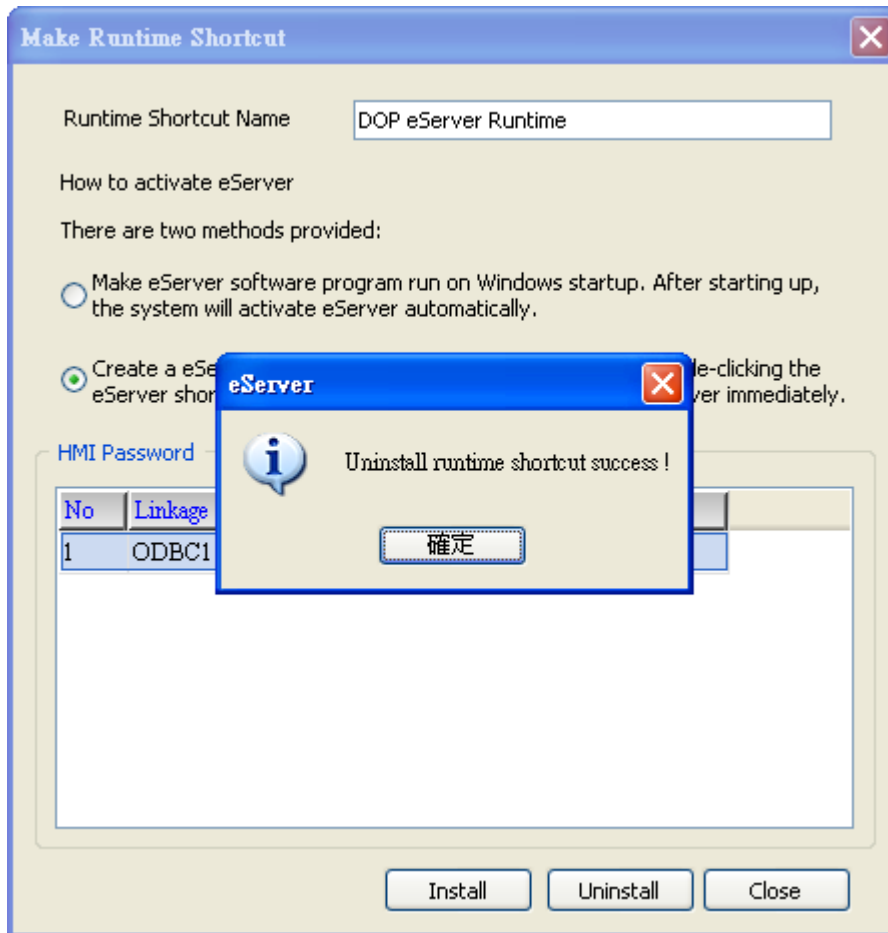 Make Runtime Shortcut
Runtime Shortcut Name
DOP eServer Runtime
How to activate eServer
There are two methods provided:
Make eServer software program run on Windows startup. After starting up,
the system will activate eServer automatically.
Create a eSe le-clicking the
eServer shor ver immediately.
eServer
Uninstall runtime shortcut success !
確定
HMI Password
No Linkage
1 ODBC1
Install Uninstall Close